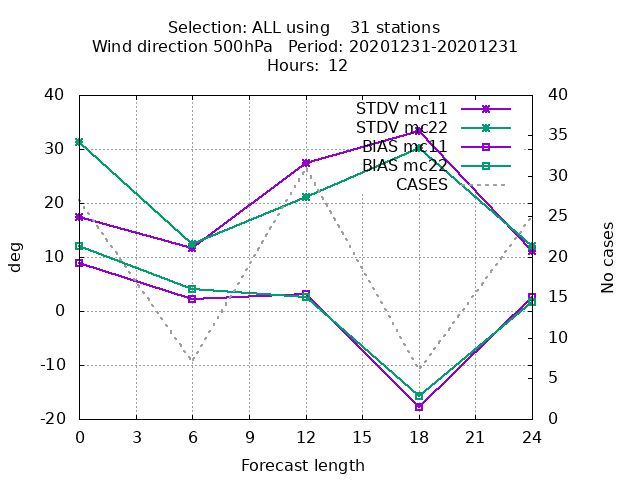 Selection: ALL using    31 stations
Wind direction 500hPa   Period: 20201231-20201231
Hours: 12
40
30
20
10
0
-10
-20
deg
40
35
30
25
20
15
10
5
0
No cases
STDV mc11
STDV mc22
BIAS mc11
BIAS mc22
CASES
0 3 6 9 12 15 18 21 24
Forecast length